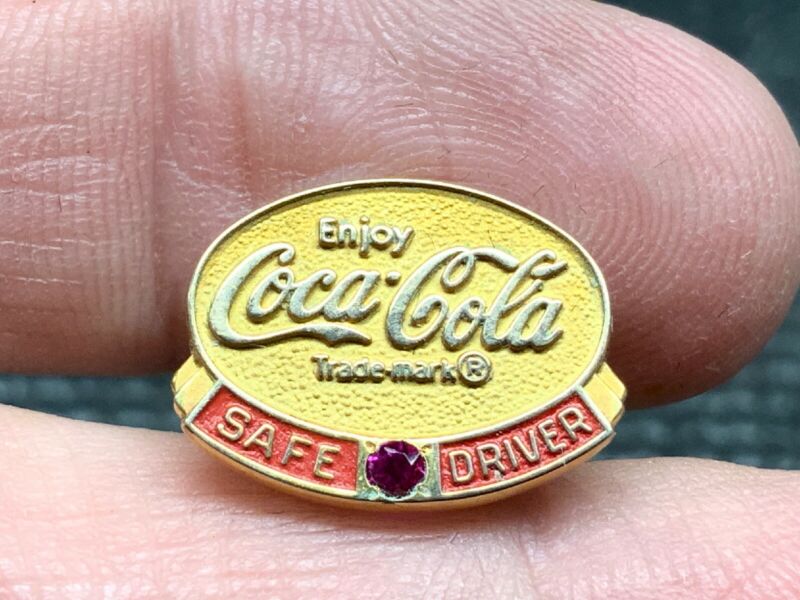 Enjoy
Coca-Cola
Trade-mark®
SAFE DRIVER